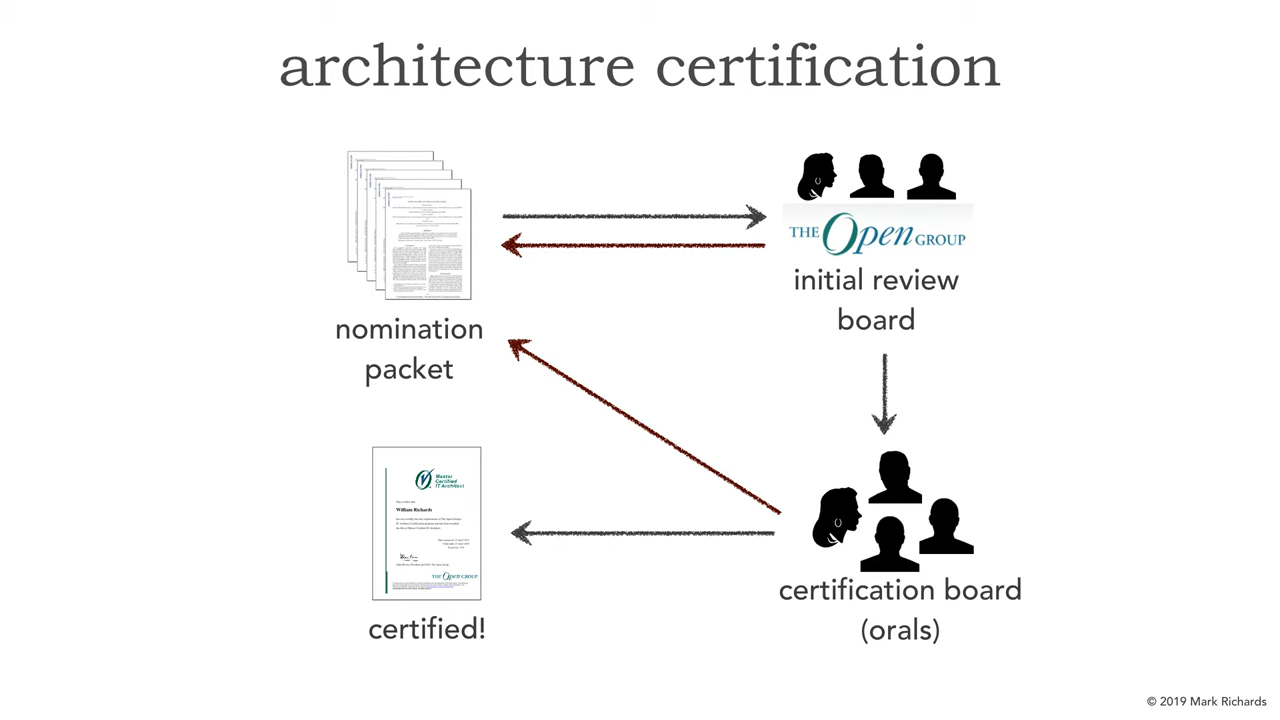 architecture certification
THE Open GROUP
initial review
board
nomination
packet
Master
Certified
IT Architect
William Richards
THE Open GROUP
certified!
certification board
(orals)
© 2019 Mark Richards